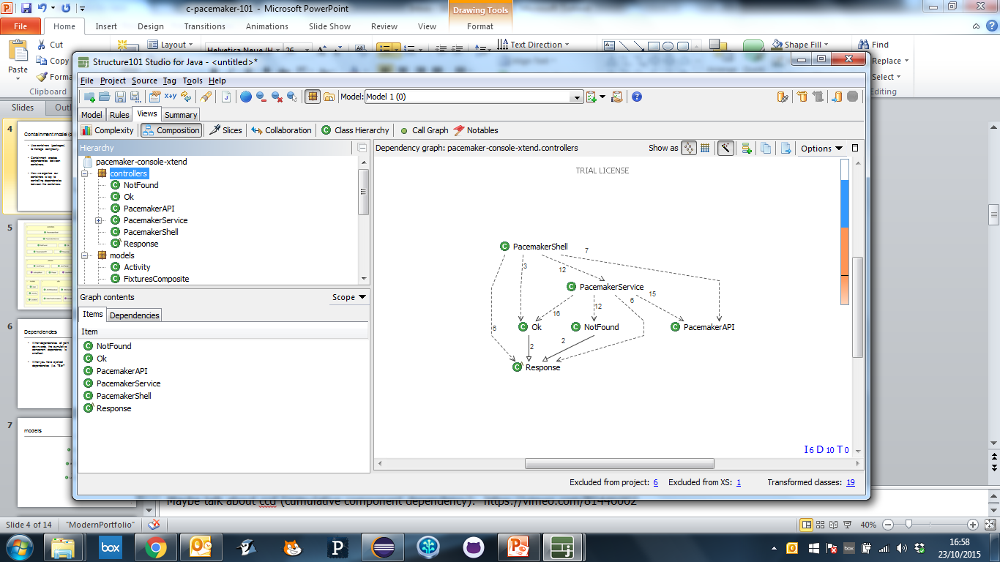 c-pacemaker-101 - Microsoft PowerPoint
Drawing Tools
File Home Insert Design Transitions Animations Slide Show Review View Format
Cut
Layout
Text Direction
Shape Fill
Find
Paste
Copy
Replace
Select
Clipboard
Editing
Structure101 Studio for Java - <untitled>*
File Project Source Tag Tools Help
Model: Model 1 (0)
Model Rules Views Summary
Complexity Composition Slices Collaboration Class Hierarchy Call Graph Notables
Hierarchy
pacemaker-console-xtend
controllers
NotFound
Ok
PacemakerAPI
PacemakerService
PacemakerShell
Response
models
Activity
FixturesComposite
Graph contents
Scope
Items Dependencies
Item
NotFound
Ok
PacemakerAPI
PacemakerService
PacemakerShell
Response
Dependency graph: pacemaker-console-xtend.controllers
Show as
Options
TRIAL LICENSE
PacemakerShell
7
3
12
PacemakerService
6
15
12
16
Ok
NotFound
PacemakerAPI
6
2
2
Response
I 6 D 10 T 0
Excluded from project: 6 Excluded from XS: 1 Transformed classes: 19
Slides
4
5
6
Dependencies
7
models
Maybe talk about ccd (cumulative component dependency). https://vimeo.com/81440002
Slide 4 of 14 "ModernPortfolio"
40%
box
16:58
23/10/2015